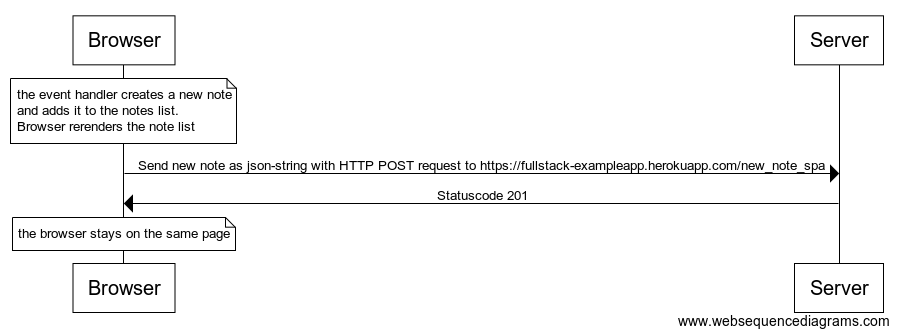 Browser
Server
the event handler creates a new note
and adds it to the notes list.
Browser rerenders the note list
Send new note as json-string with HTTP POST request to https://fullstack-exampleapp.herokuapp.com/new_note_spa
Statuscode 201
the browser stays on the same page
Browser
Server
www.websequencediagrams.com